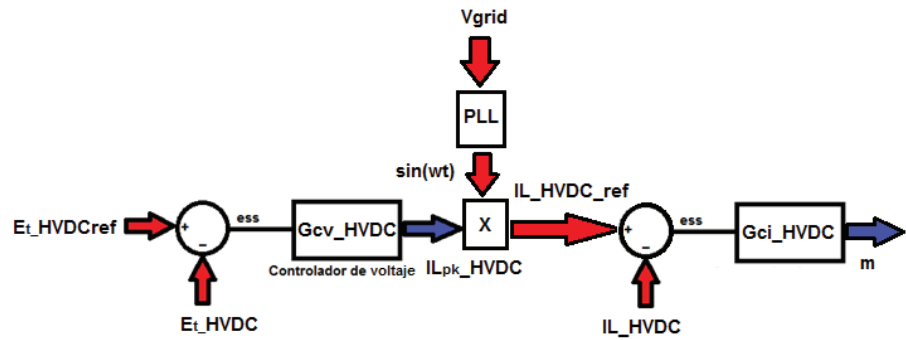 Vgrid
PLL
sin(wt)
IL_HVDC_ref
Et_HVDCref
+
−
ess
Gcv_HVDC
X
+
−
ess
Gci_HVDC
Controlador de voltaje
ILpk_HVDC
m
Et_HVDC
IL_HVDC